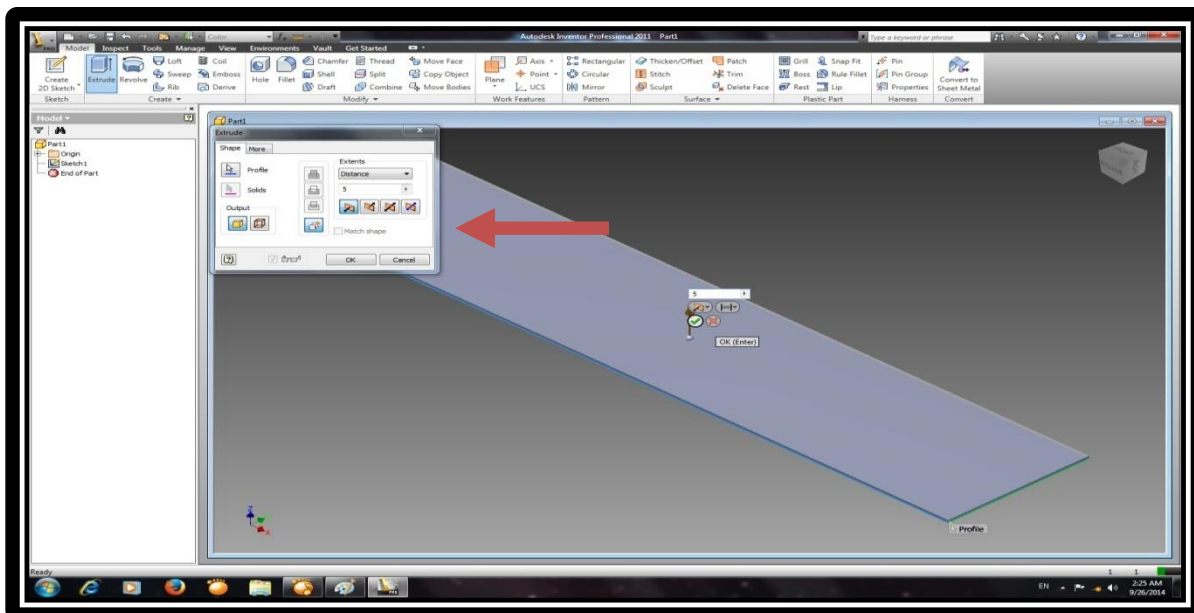 Color
Autodesk Inventor Professional 2011 Part1
Type a keyword or phrase
PRO Model Inspect Tools Manage View Environments Vault Get Started
Create 2D Sketch
Extrude
Revolve
Loft
Sweep
Rib
Coil
Emboss
Derive
Hole
Fillet
Chamfer
Shell
Draft
Thread
Split
Combine
Move Face
Copy Object
Move Bodies
Plane
Axis
Point
UCS
Rectangular
Circular
Mirror
Thicken/Offset
Stitch
Sculpt
Patch
Trim
Delete Face
Grill
Boss
Rest
Snap Fit
Rule Fillet
Lip
Pin
Pin Group
Properties
Convert to Sheet Metal
Sketch Create Modify Work Features Pattern Surface Plastic Part Harness Convert
Model
Part1
Origin
Sketch1
End of Part
Part1
Extrude
Shape More
Profile
Solids
Output
Extents
Distance
5
Match shape
OK Cancel
5
OK (Enter)
Profile
Z
X
Ready
1 1
EN
2:25 AM
9/26/2014